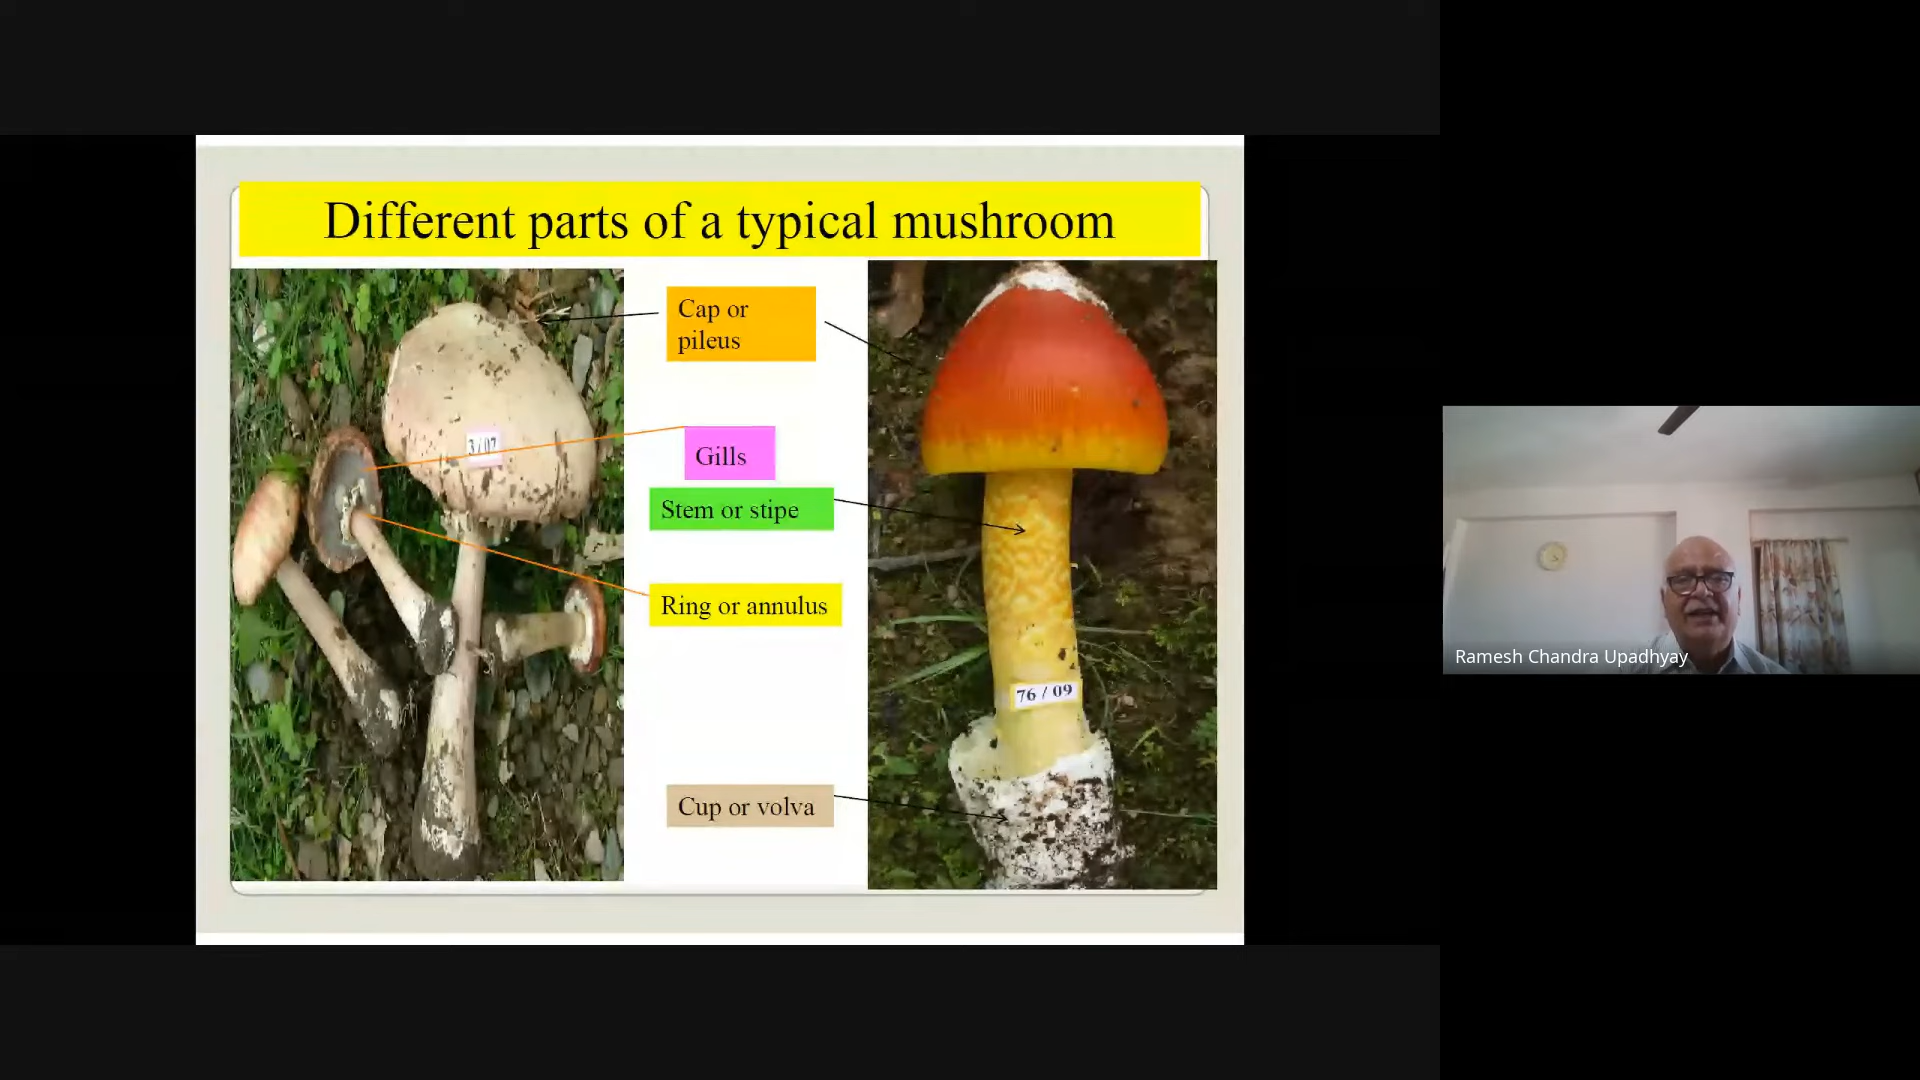 Different parts of a typical mushroom
Cap or
pileus
3/07
Gills
Stem or stipe
Ring or annulus
76 / 09
Cup or volva
Ramesh Chandra Upadhyay